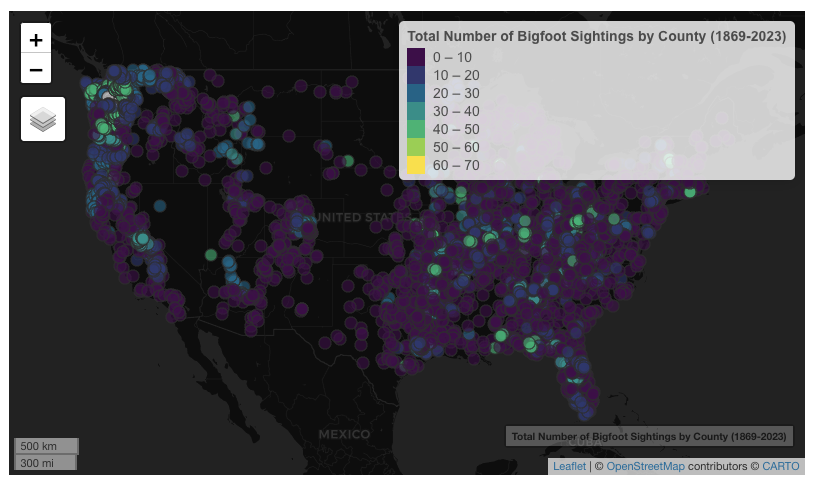 +
−
Total Number of Bigfoot Sightings by County (1869-2023)
0 – 10
10 – 20
20 – 30
30 – 40
40 – 50
50 – 60
60 – 70
UNITED STATES
MEXICO
CUBA
Total Number of Bigfoot Sightings by County (1869-2023)
500 km
300 mi
Leaflet | © OpenStreetMap contributors © CARTO